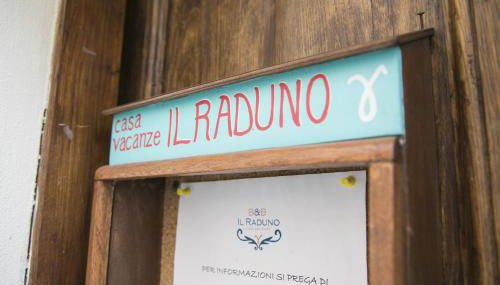 casa
vacanze IL RADUNO
B&B
IL RADUNO
PER INFORMAZIONI SI PREGA DI